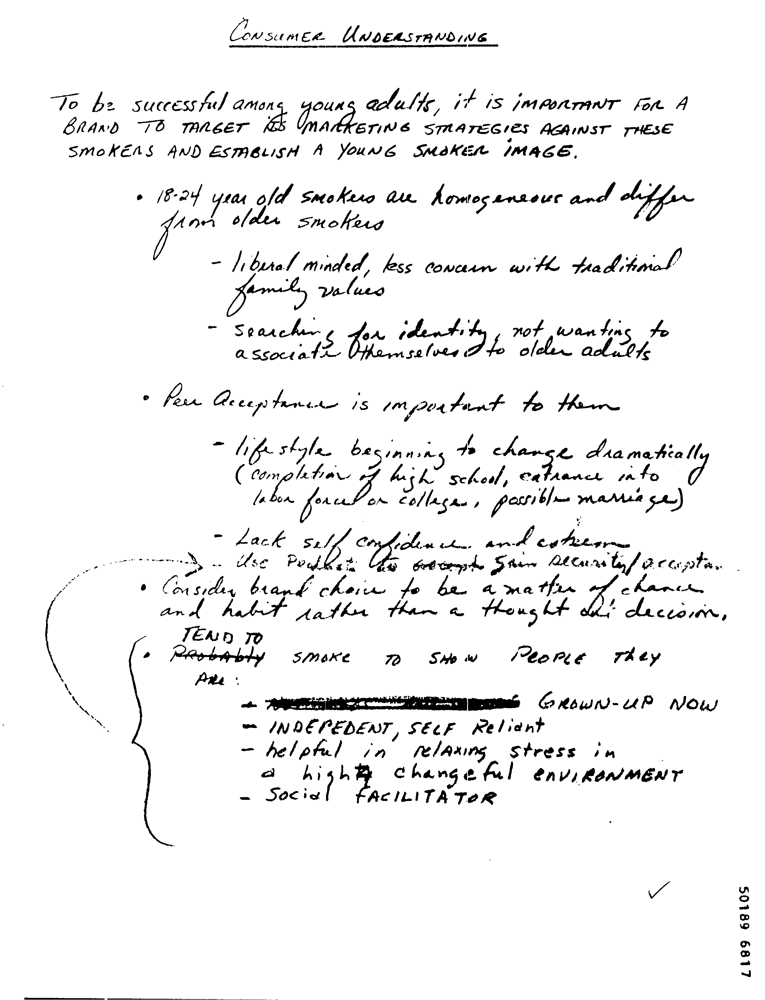 CONSUMER UNDERSTANDING
To be successful among young adults, it is IMPORTANT FOR A
BRAND TO TARGET ITS MARKETING STRATEGIES AGAINST THESE
SMOKERS AND ESTABLISH A YOUNG SMOKER IMAGE.
• 18-24 year old smokers are homogeneous and differ
from older smokers
- liberal minded, less concern with traditional
family values
- searching for identity, not wanting to
associate themselves to older adults
• Peer Acceptance is important to them
- life style beginning to change dramatically
(completion of high school, entrance into
labor force or college, possible marriage)
- Lack self confidence and esteem
- Use Product to accept gain security/acceptan
• Consider brand choice to be a matter of chance
and habit rather than a thought out decision.
TEND TO
• Probably SMOKE TO SHOW PEOPLE They
ARE:
- GROWN-UP NOW
- INDEPEDENT, SELF Reliant
- helpful in relaxing stress in
a high changeful ENVIRONMENT
- Social FACILITATOR
50189 6817